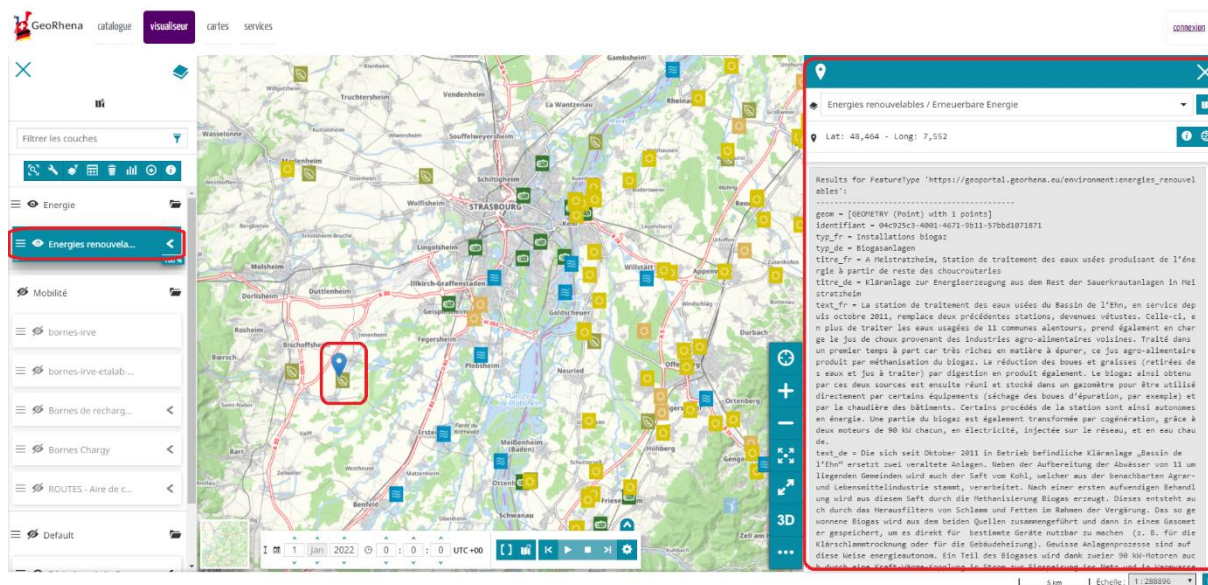 GeoRhena catalogue visualiseur cartes services connexion
Filtrer les couches
Energie
Energies renouvela...
100 %
Mobilité
bornes-irve
bornes-irve-etalab-...
Bornes de recharg...
Bornes Chargy
ROUTES - Aire de c...
Default
Gambsheim
Kienheim
Truchtersheim
Vendenheim
La Wantzenau
Wasselonne
Wiwersheim
Souffelweyersheim
Schiltigheim
Wolfisheim
STRASBOURG
Kehl
Legelshurst
Lingolsheim
Willstätt
Appenw
Molsheim
Illkirch-Graffenstaden
Dorlisheim
Duttlenheim
Windschläg
Goldscheuer
Rosheim
Innenheim
Fegersheim
Durbach
Bischoffsheim
Bœrsch
Plobsheim
Neuried
Ortenberg
Barr
Meißenheim
(Baden)
Hohberg
Westhouse
Matzenheim
Zellwiller
Benfeld
Schwanau
Zell am
1 Jan 2022 0 : 0 : 0 UTC +00
3D
5 km Échelle : 1:288896
Energies renouvelables / Erneuerbare Energie
Lat: 48,464 - Long: 7,552
Results for FeatureType 'https://geoportal.georhena.eu/environment:energies_renouvel
ables':
--------------------------------------------
geom = [GEOMETRY (Point) with 1 points]
identifiant = 04c925c3-4001-4671-9b11-57bbd1071871
typ_fr = Installations biogaz
typ_de = Biogasanlagen
titre_fr = A Meistratzheim, Station de traitement des eaux usées produisant de l'éne
rgie à partir de reste des choucrouteries
titre_de = Kläranlage zur Energieerzeugung aus dem Rest der Sauerkrautanlagen in Mei
stratzheim
text_fr = La station de traitement des eaux usées du Bassin de l'Ehn, en service dep
uis octobre 2011, remplace deux précédentes stations, devenues vétustes. Celle-ci, e
n plus de traiter les eaux usagées de 11 communes alentours, prend également en char
ge le jus de choux provenant des industries agro-alimentaires voisines. Traité dans
un premier temps à part car très riches en matière à épurer, ce jus agro-alimentaire
produit par méthanisation du biogaz. La réduction des boues et graisses (retirées de
s eaux et jus à traiter) par digestion en produit également. Le biogaz ainsi obtenu
par ces deux sources est ensuite réuni et stocké dans un gazomètre pour être utilisé
directement par certains équipements (séchage des boues d'épuration, par exemple) et
par la chaudière des bâtiments. Certains procédés de la station sont ainsi autonomes
en énergie. Une partie du biogaz est également transformée par cogénération, grâce à
deux moteurs de 90 kW chacun, en électricité, injectée sur le réseau, et en eau chau
de.
text_de = Die sich seit Oktober 2011 in Betrieb befindliche Kläranlage „Bassin de
l'Ehn" ersetzt zwei veraltete Anlagen. Neben der Aufbereitung der Abwässer von 11 um
liegenden Gemeinden wird auch der Saft vom Kohl, welcher aus der benachbarten Agrar-
und Lebensmittelindustrie stammt, verarbeitet. Nach einer ersten aufwendigen Behandl
ung wird aus diesem Saft durch die Methanisierung Biogas erzeugt. Dieses entsteht au
ch durch das Herausfiltern von Schlamm und Fetten im Rahmen der Vergärung. Das so ge
wonnene Biogas wird aus dem beiden Quellen zusammengeführt und dann in einem Gasomet
er gespeichert, um es direkt für bestimmte Geräte nutzbar zu machen (z. B. für die
Klärschlammtrocknung oder für die Gebäudeheizung). Gewisse Anlagenprozesse sind auf
diese Weise energieautonom. Ein Teil des Biogases wird dank zweier 90 kW-Motoren auc